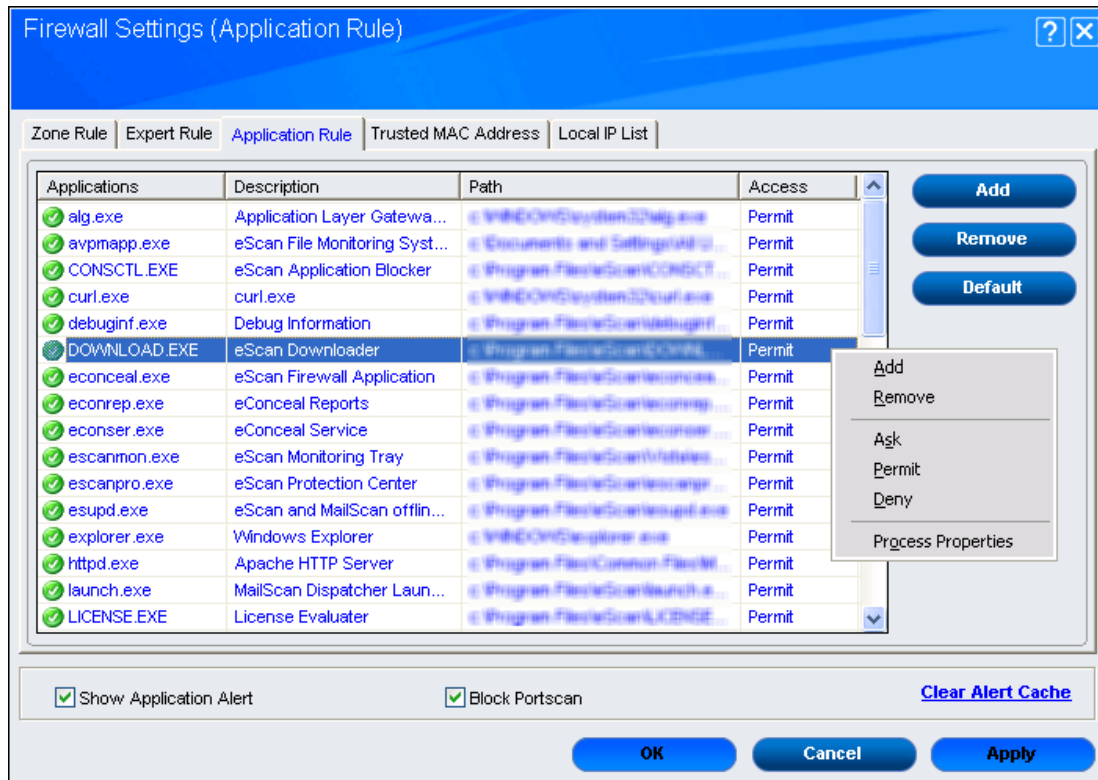 Firewall Settings (Application Rule)
Zone Rule Expert Rule Application Rule Trusted MAC Address Local IP List
Applications Description Path Access
alg.exe Application Layer Gatewa... Permit
avpmapp.exe eScan File Monitoring Syst... Permit
CONSCTL.EXE eScan Application Blocker Permit
curl.exe curl.exe Permit
debuginf.exe Debug Information Permit
DOWNLOAD.EXE eScan Downloader Permit
econceal.exe eScan Firewall Application Permit
econrep.exe eConceal Reports Permit
econser.exe eConceal Service Permit
escanmon.exe eScan Monitoring Tray Permit
escanpro.exe eScan Protection Center Permit
esupd.exe eScan and MailScan offlin... Permit
explorer.exe Windows Explorer Permit
httpd.exe Apache HTTP Server Permit
launch.exe MailScan Dispatcher Laun... Permit
LICENSE.EXE License Evaluater Permit
Add
Remove
Default
Add
Remove
Ask
Permit
Deny
Process Properties
Show Application Alert Block Portscan Clear Alert Cache
OK Cancel Apply